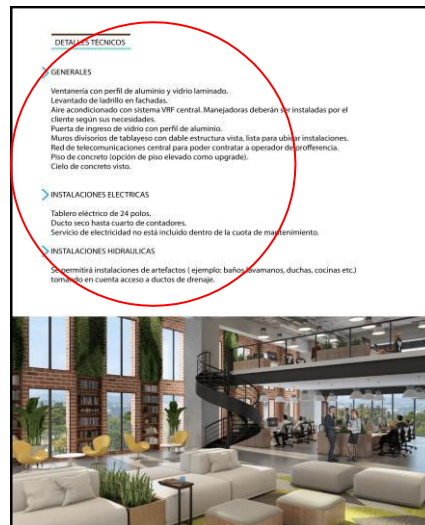 DETALLES TÉCNICOS
GENERALES
Ventanería con perfil de aluminio y vidrio laminado.
Levantado de ladrillo en fachadas.
Aire acondicionado con sistema VRF central. Manejadoras deberán ser instaladas por el
cliente según sus necesidades.
Puerta de ingreso de vidrio con perfil de aluminio.
Muros divisorios de tablayeso con dable estructura vista, lista para ubicar instalaciones.
Red de telecomunicaciones central para poder contratar a operador de profferencia.
Piso de concreto (opción de piso elevado como upgrade).
Cielo de concreto visto.
INSTALACIONES ELECTRICAS
Tablero eléctrico de 24 polos.
Ducto seco hasta cuarto de contadores.
Servicio de electricidad no está incluido dentro de la cuota de mantenimiento.
INSTALACIONES HIDRAULICAS
Se permitirá instalaciones de artefactos ( ejemplo: baños lavamanos, duchas, cocinas etc.)
tomando en cuenta acceso a ductos de drenaje.